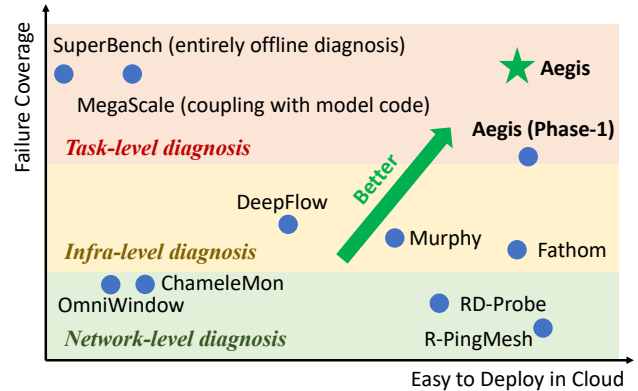 Failure Coverage
SuperBench (entirely offline diagnosis)
Aegis
MegaScale (coupling with model code)
Aegis (Phase-1)
Task-level diagnosis
Better
DeepFlow
Murphy
Fathom
Infra-level diagnosis
ChameleMon
OmniWindow
RD-Probe
R-PingMesh
Network-level diagnosis
Easy to Deploy in Cloud